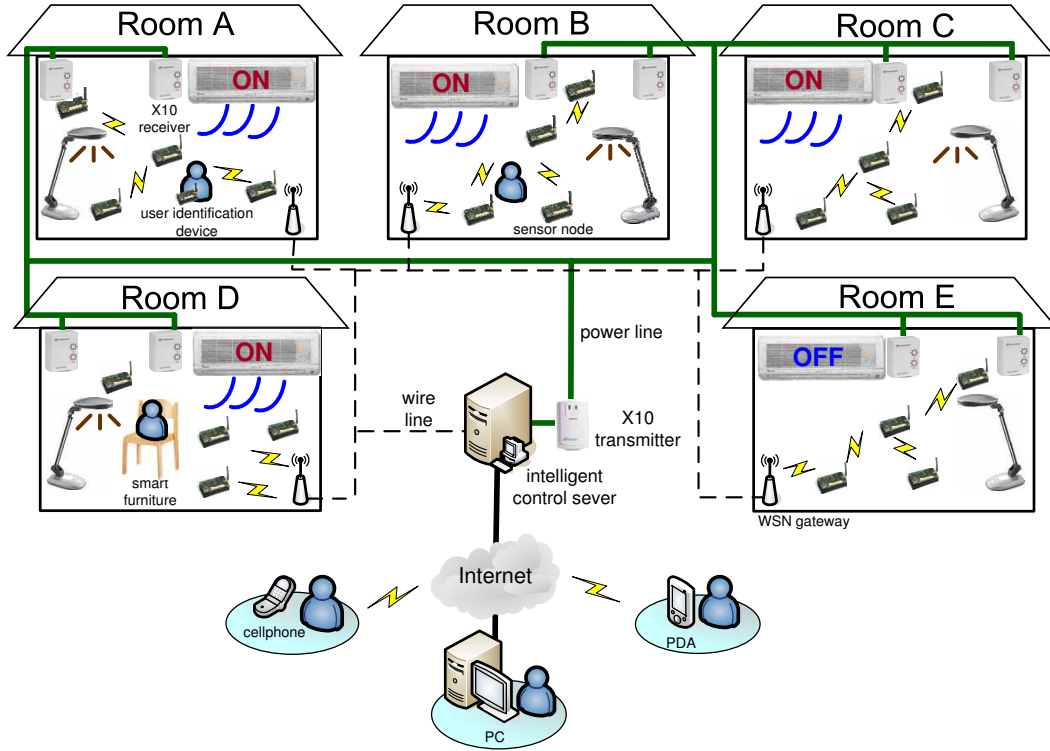 Room A
Room B
Room C
ON
ON
ON
X10
receiver
user identification
device
sensor node
Room D
Room E
power line
ON
OFF
wire
line
X10
transmitter
smart
furniture
intelligent
control sever
WSN gateway
Internet
cellphone
PDA
PC